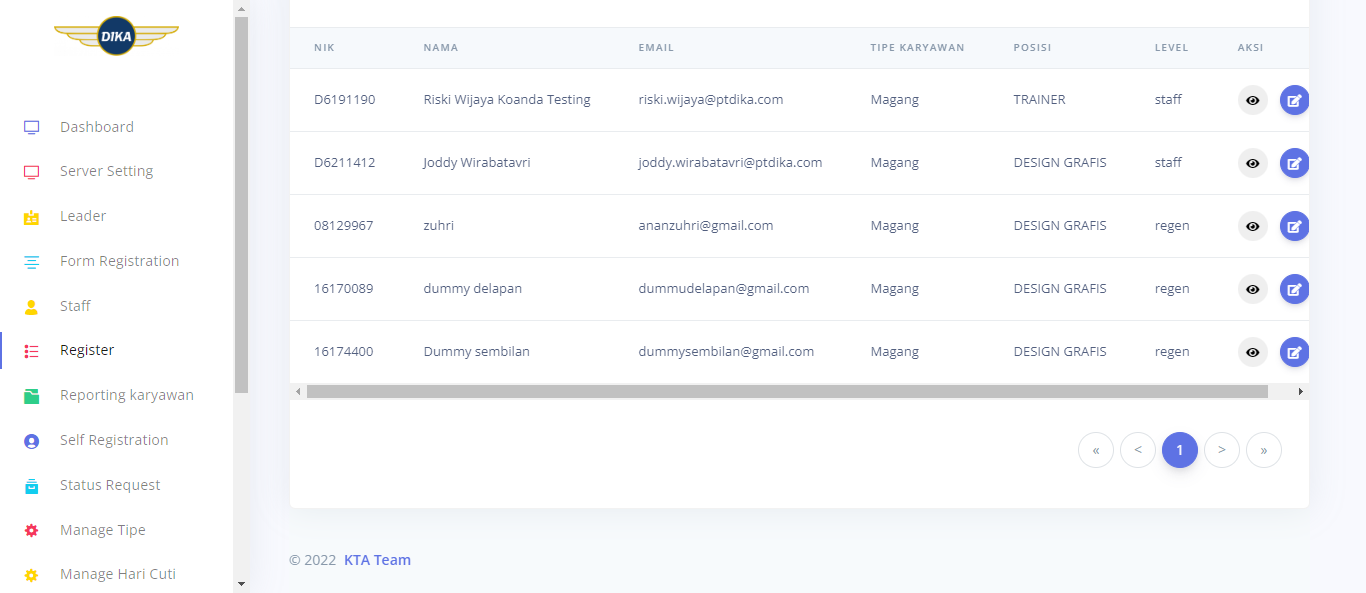 DIKA
Dashboard
Server Setting
Leader
Form Registration
Staff
Register
Reporting karyawan
Self Registration
Status Request
Manage Tipe
Manage Hari Cuti
NIK NAMA EMAIL TIPE KARYAWAN POSISI LEVEL AKSI
D6191190 Riski Wijaya Koanda Testing riski.wijaya@ptdika.com Magang TRAINER staff
D6211412 Joddy Wirabatavri joddy.wirabatavri@ptdika.com Magang DESIGN GRAFIS staff
08129967 zuhri ananzuhri@gmail.com Magang DESIGN GRAFIS regen
16170089 dummy delapan dummudelapan@gmail.com Magang DESIGN GRAFIS regen
16174400 Dummy sembilan dummysembilan@gmail.com Magang DESIGN GRAFIS regen
« < 1 > »
© 2022 KTA Team